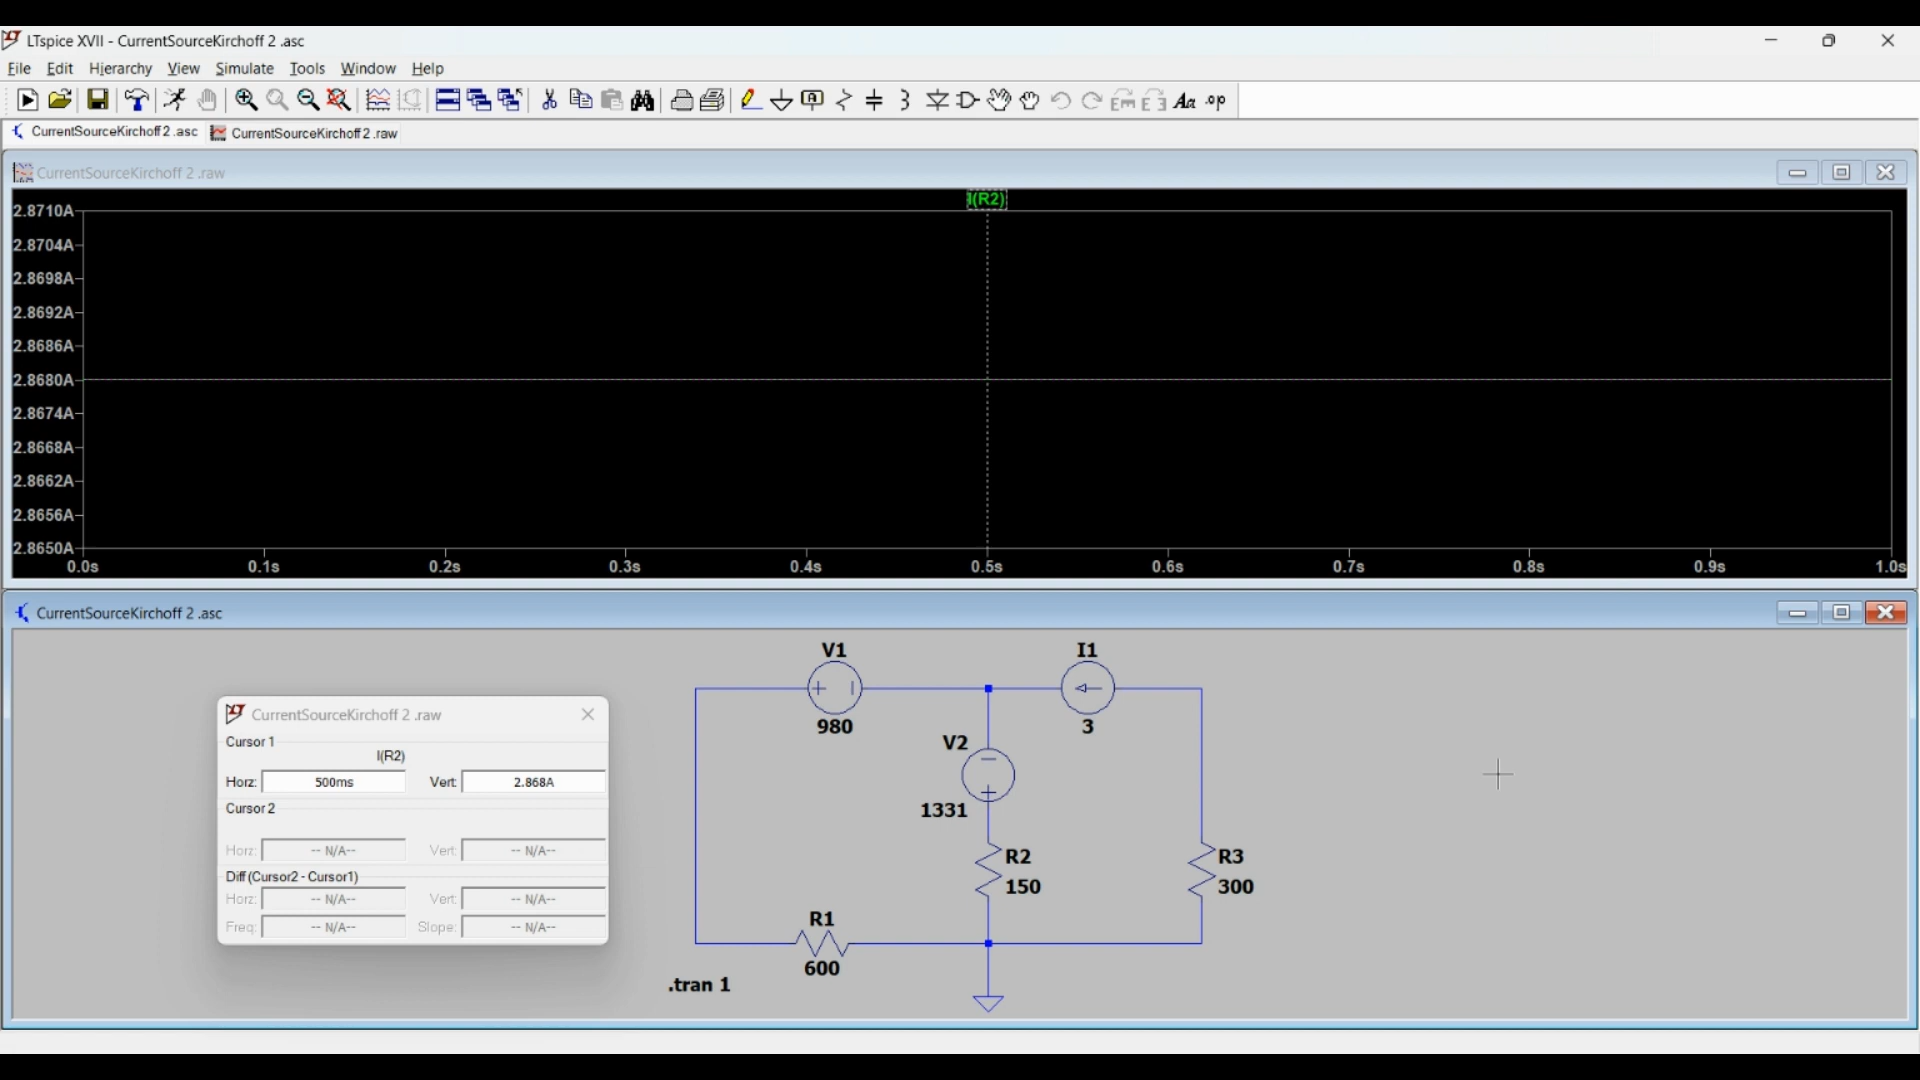 LTspice XVII - CurrentSourceKirchoff 2 .asc
File Edit Hierarchy View Simulate Tools Window Help
CurrentSourceKirchoff 2 .asc CurrentSourceKirchoff 2 .raw
CurrentSourceKirchoff 2 .raw
I(R2)
2.8710A
2.8704A
2.8698A
2.8692A
2.8686A
2.8680A
2.8674A
2.8668A
2.8662A
2.8656A
2.8650A
0.0s 0.1s 0.2s 0.3s 0.4s 0.5s 0.6s 0.7s 0.8s 0.9s 1.0s
CurrentSourceKirchoff 2 .asc
CurrentSourceKirchoff 2 .raw
Cursor 1
I(R2)
Horz: 500ms Vert: 2.868A
Cursor 2
Horz: -- N/A-- Vert: -- N/A--
Diff (Cursor2 - Cursor1)
Horz: -- N/A-- Vert: -- N/A--
Freq: -- N/A-- Slope: -- N/A--
V1
980
I1
3
V2
1331
R2
150
R3
300
R1
600
.tran 1